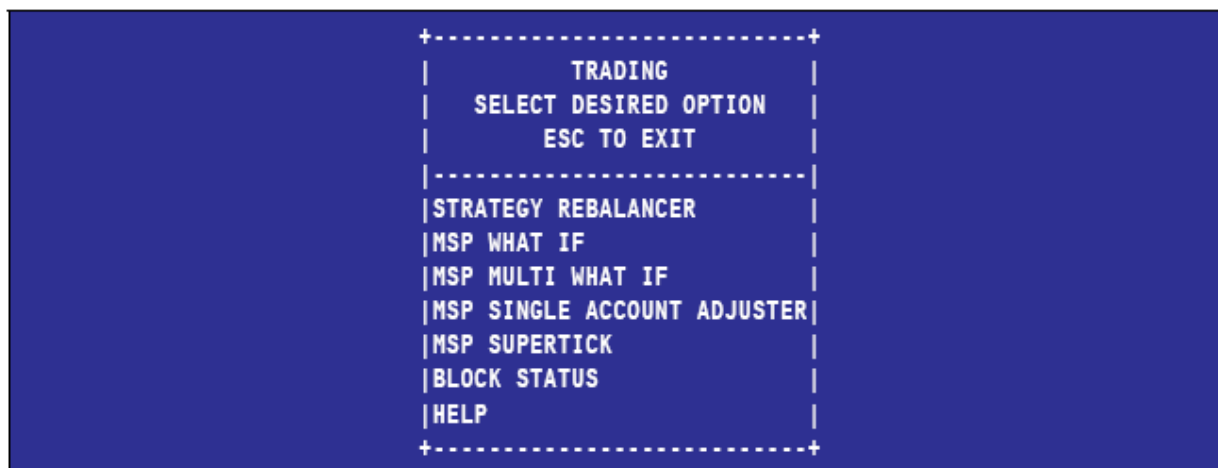 +---------------------------+
| TRADING |
| SELECT DESIRED OPTION |
| ESC TO EXIT |
|---------------------------|
|STRATEGY REBALANCER |
|MSP WHAT IF |
|MSP MULTI WHAT IF |
|MSP SINGLE ACCOUNT ADJUSTER|
|MSP SUPERTICK |
|BLOCK STATUS |
|HELP |
+---------------------------+